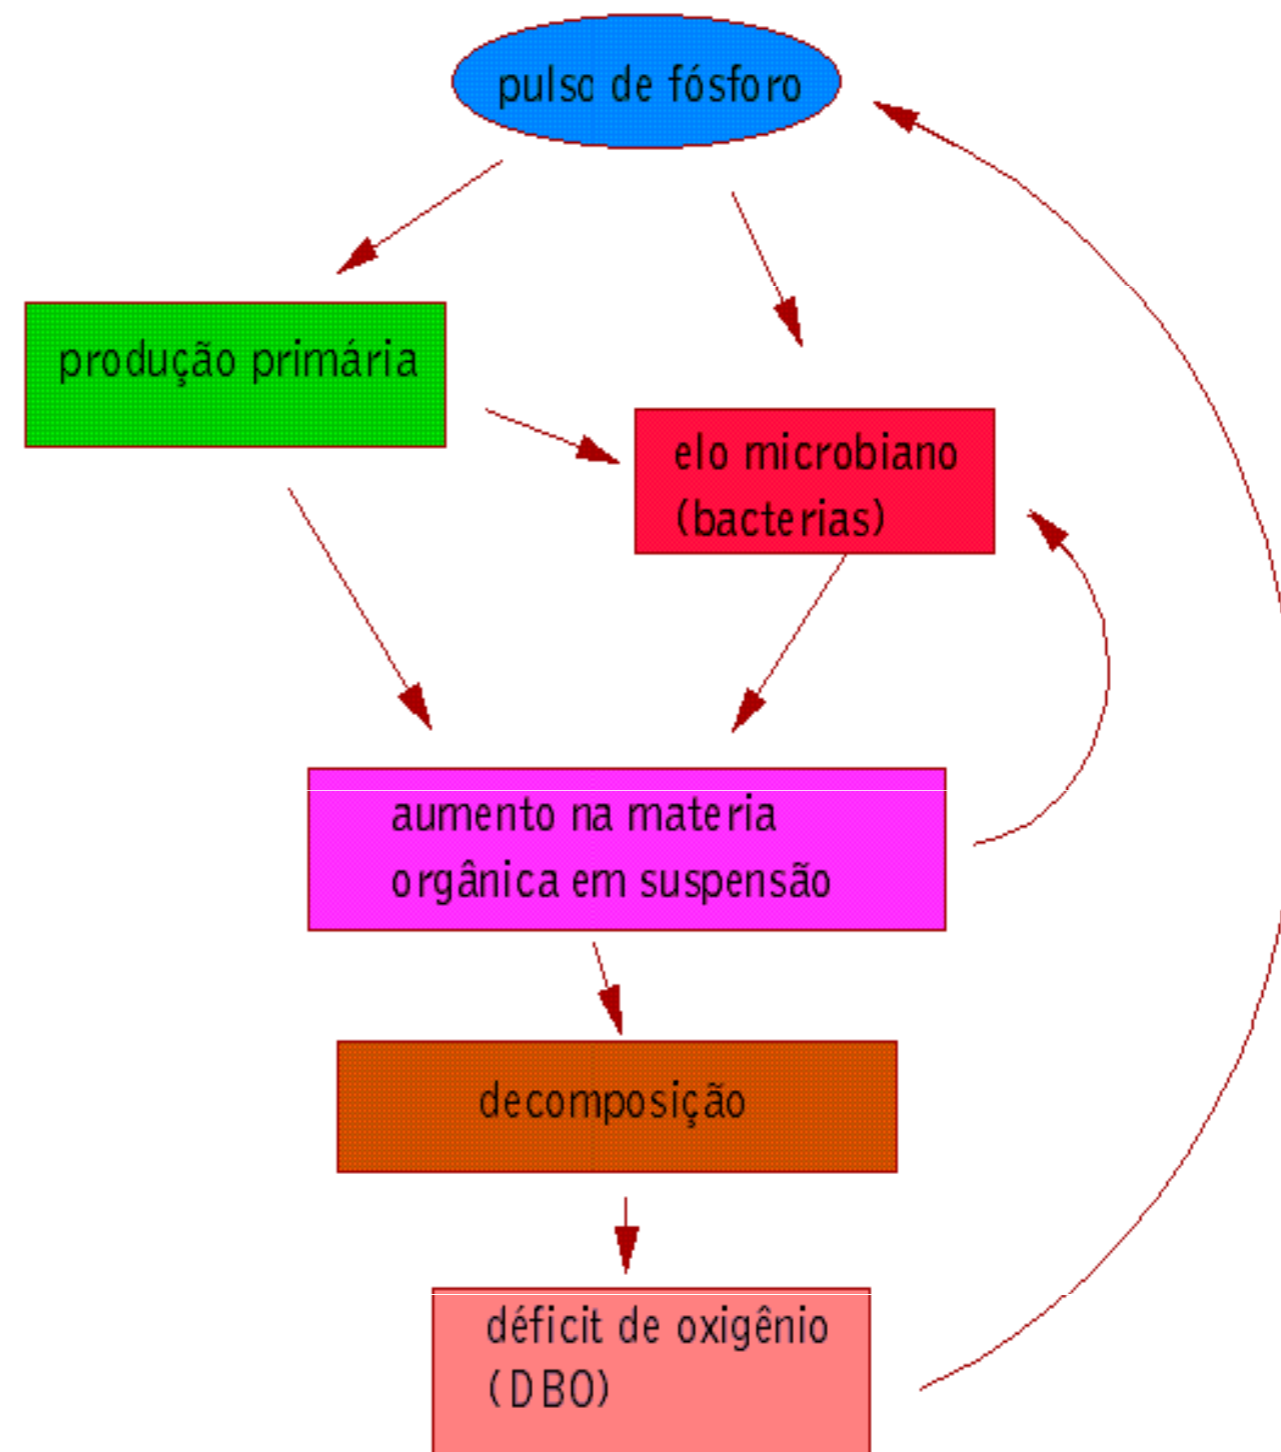 pulso de fósforo
produção primária
elo microbiano
(bacterias)
aumento na materia
orgânica em suspensão
decomposição
déficit de oxigênio
(DBO)